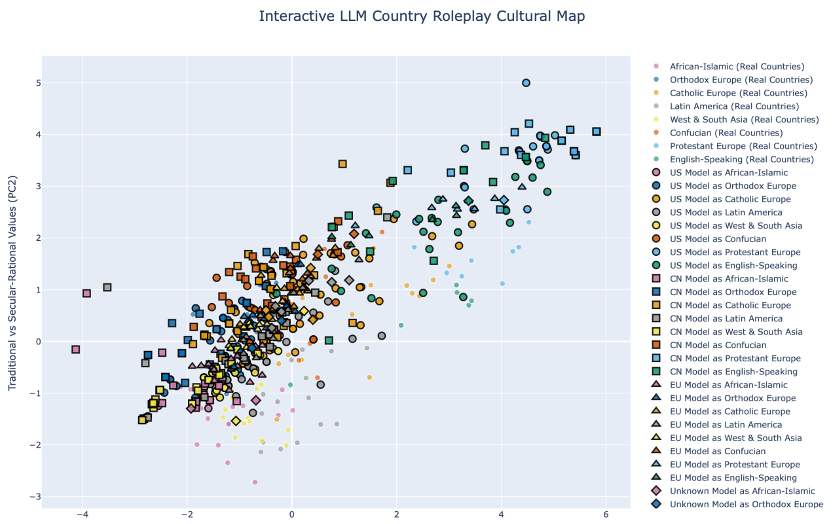 Interactive LLM Country Roleplay Cultural Map
Traditional vs Secular-Rational Values (PC2)
5
4
3
2
1
0
−1
−2
−3
−4
−2
0
2
4
6
African-Islamic (Real Countries)
Orthodox Europe (Real Countries)
Catholic Europe (Real Countries)
Latin America (Real Countries)
West & South Asia (Real Countries)
Confucian (Real Countries)
Protestant Europe (Real Countries)
English-Speaking (Real Countries)
US Model as African-Islamic
US Model as Orthodox Europe
US Model as Catholic Europe
US Model as Latin America
US Model as West & South Asia
US Model as Confucian
US Model as Protestant Europe
US Model as English-Speaking
CN Model as African-Islamic
CN Model as Orthodox Europe
CN Model as Catholic Europe
CN Model as Latin America
CN Model as West & South Asia
CN Model as Confucian
CN Model as Protestant Europe
CN Model as English-Speaking
EU Model as African-Islamic
EU Model as Orthodox Europe
EU Model as Catholic Europe
EU Model as Latin America
EU Model as West & South Asia
EU Model as Confucian
EU Model as Protestant Europe
EU Model as English-Speaking
Unknown Model as African-Islamic
Unknown Model as Orthodox Europe